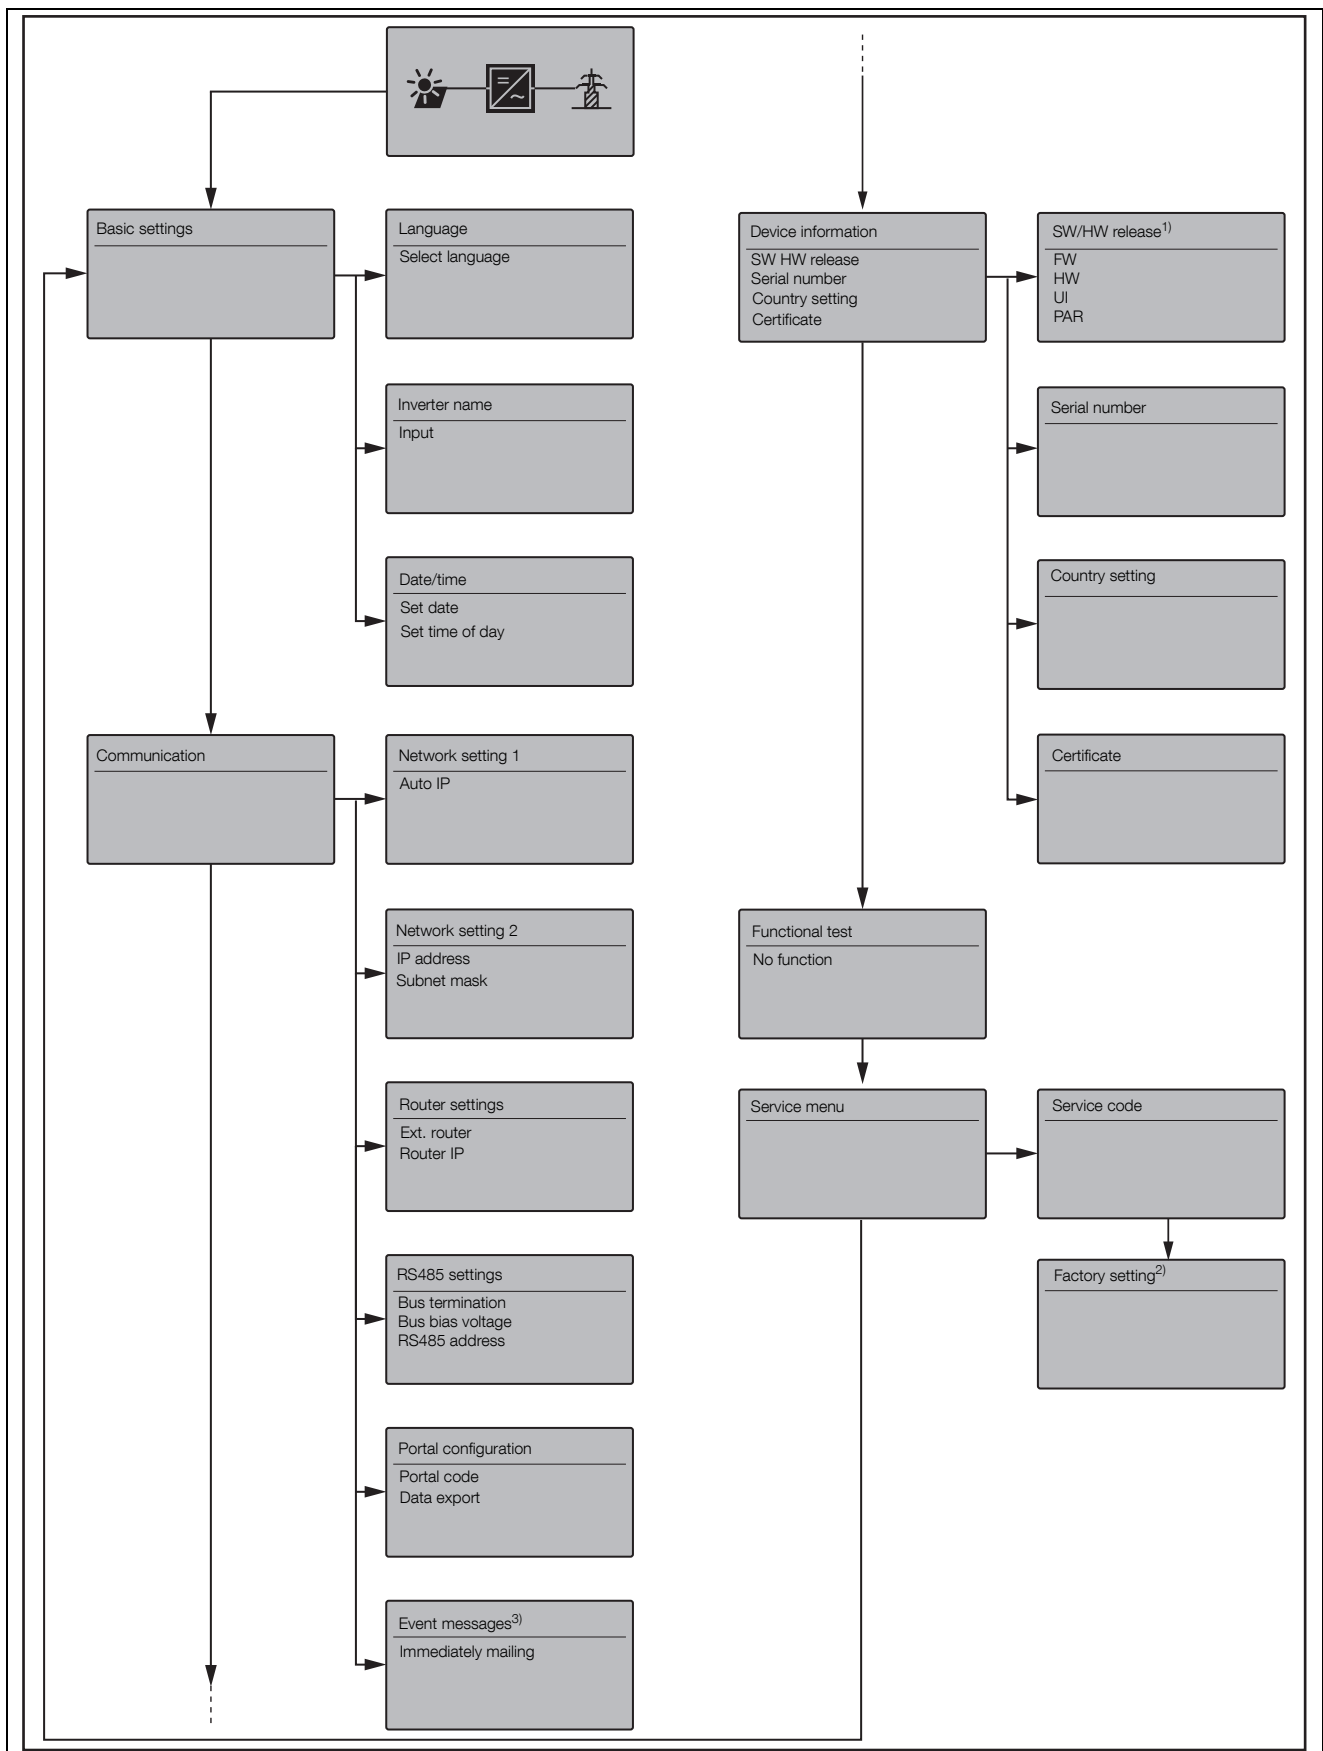 Basic settings
Language
Select language
Inverter name
Input
Date/time
Set date
Set time of day
Communication
Network setting 1
Auto IP
Network setting 2
IP address
Subnet mask
Router settings
Ext. router
Router IP
RS485 settings
Bus termination
Bus bias voltage
RS485 address
Portal configuration
Portal code
Data export
Event messages3)
Immediately mailing
Device information
SW HW release
Serial number
Country setting
Certificate
SW/HW release1)
FW
HW
UI
PAR
Serial number
Country setting
Certificate
Functional test
No function
Service menu
Service code
Factory setting2)